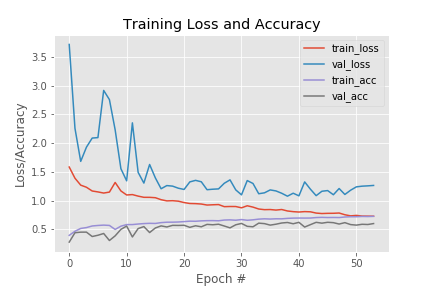 Training Loss and Accuracy
train_loss
val_loss
train_acc
val_acc
3.5
3.0
2.5
2.0
1.5
1.0
0.5
Loss/Accuracy
0 10 20 30 40 50
Epoch #